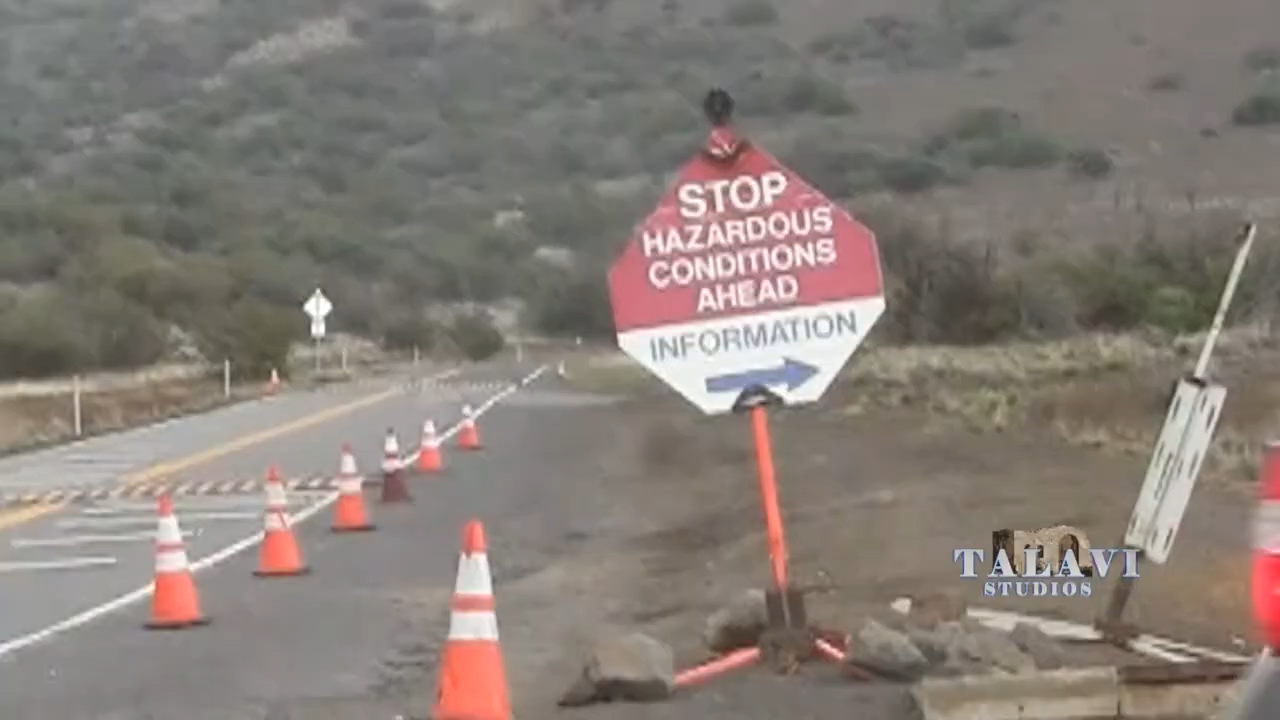 STOP
HAZARDOUS
CONDITIONS
AHEAD
INFORMATION
TALAVI
STUDIOS